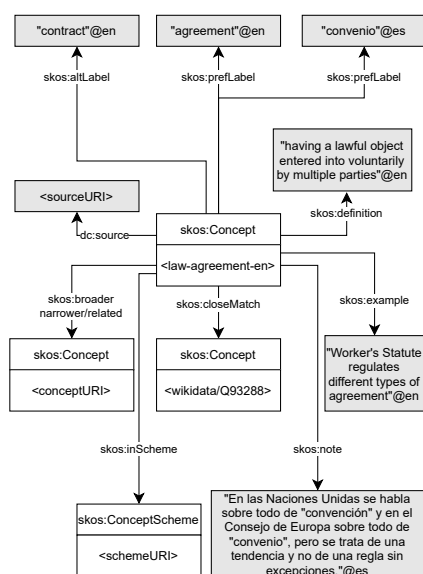 "contract"@en
"agreement"@en
"convenio"@es
skos:altLabel
skos:prefLabel
skos:prefLabel
"having a lawful object
entered into voluntarily
by multiple parties"@en
<sourceURI>
skos:definition
dc:source
skos:Concept
<law-agreement-en>
skos:broader
narrower/related
skos:closeMatch
skos:example
skos:Concept
<conceptURI>
skos:Concept
<wikidata/Q93288>
"Worker's Statute
regulates
different types of
agreement"@en
skos:inScheme
skos:note
skos:ConceptScheme
<schemeURI>
"En las Naciones Unidas se habla
sobre todo de "convención" y en el
Consejo de Europa sobre todo de
"convenio", pero se trata de una
tendencia y no de una regla sin
excepciones."@es